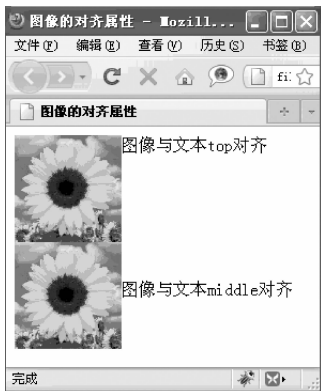 图像的对齐属性 - Mozill...
文件(F) 编辑(E) 查看(V) 历史(S) 书签(B)
fi:
图像的对齐属性
图像与文本top对齐
图像与文本middle对齐
完成